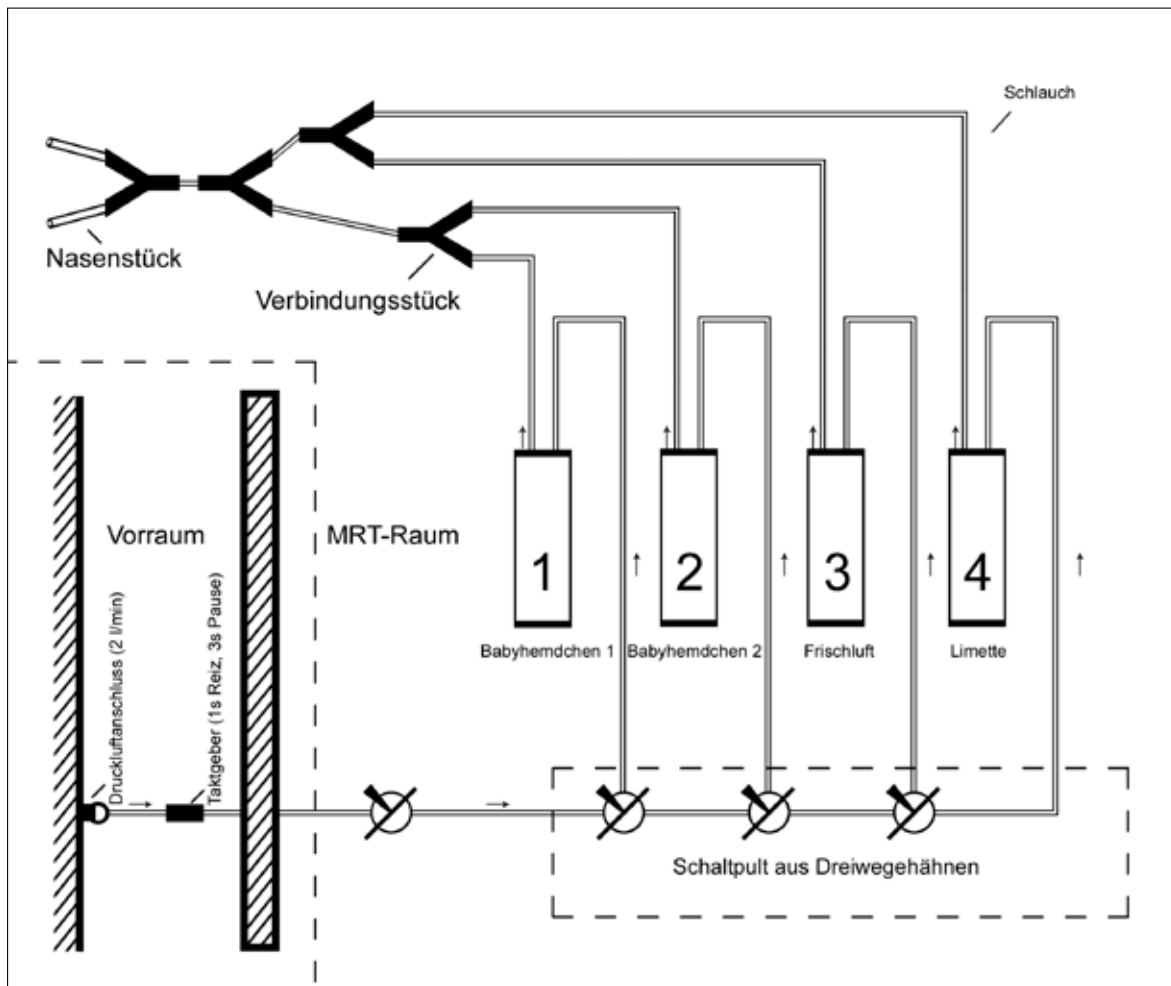 Schlauch
Nasenstück
Verbindungsstück
Vorraum
MRT-Raum
Druckluftanschluss (2 l/min)
Taktgeber (1s Reiz, 3s Pause)
1
2
3
4
Babyhemdchen 1
Babyhemdchen 2
Frischluft
Limette
Schaltpult aus Dreiwegehähnen